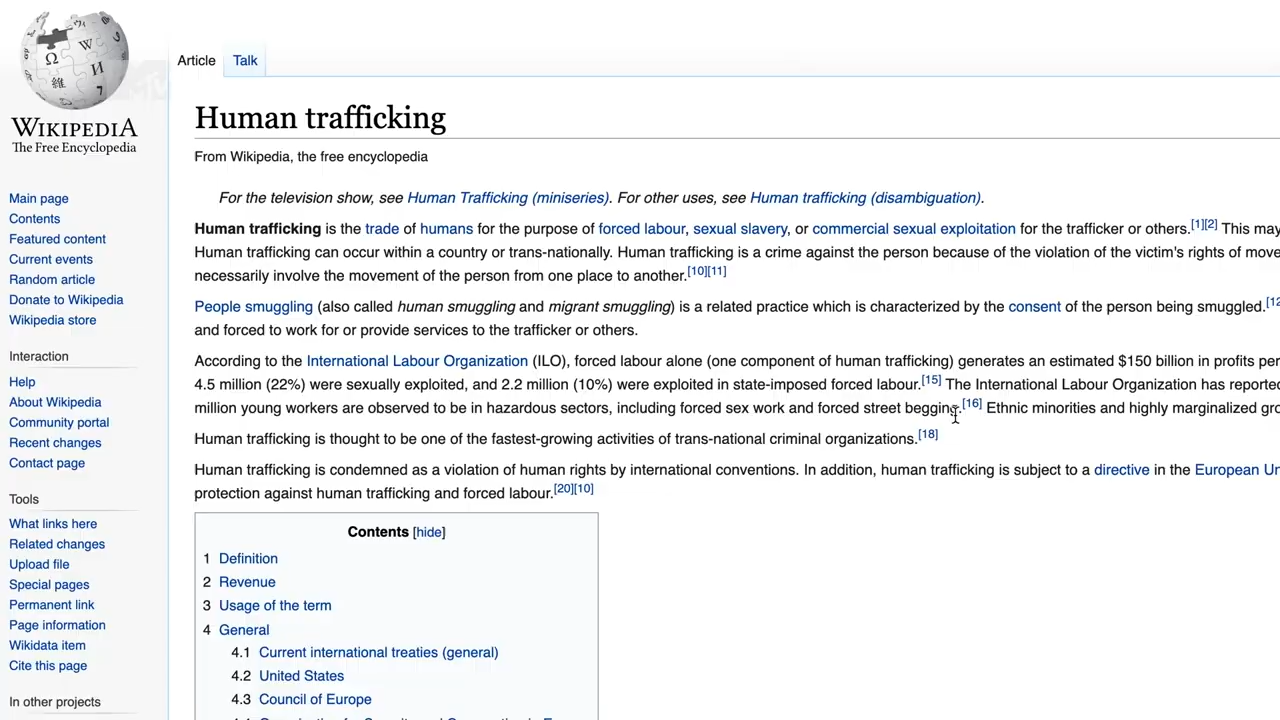 WIKIPEDIA
The Free Encyclopedia
Main page
Contents
Featured content
Current events
Random article
Donate to Wikipedia
Wikipedia store
Interaction
Help
About Wikipedia
Community portal
Recent changes
Contact page
Tools
What links here
Related changes
Upload file
Special pages
Permanent link
Page information
Wikidata item
Cite this page
In other projects
Article Talk
Human trafficking
From Wikipedia, the free encyclopedia
For the television show, see Human Trafficking (miniseries). For other uses, see Human trafficking (disambiguation).
Human trafficking is the trade of humans for the purpose of forced labour, sexual slavery, or commercial sexual exploitation for the trafficker or others.[1][2] This may
Human trafficking can occur within a country or trans-nationally. Human trafficking is a crime against the person because of the violation of the victim's rights of move
necessarily involve the movement of the person from one place to another.[10][11]
People smuggling (also called human smuggling and migrant smuggling) is a related practice which is characterized by the consent of the person being smuggled.[12
and forced to work for or provide services to the trafficker or others.
According to the International Labour Organization (ILO), forced labour alone (one component of human trafficking) generates an estimated $150 billion in profits per
4.5 million (22%) were sexually exploited, and 2.2 million (10%) were exploited in state-imposed forced labour.[15] The International Labour Organization has reported
million young workers are observed to be in hazardous sectors, including forced sex work and forced street begging.[16] Ethnic minorities and highly marginalized gro
Human trafficking is thought to be one of the fastest-growing activities of trans-national criminal organizations.[18]
Human trafficking is condemned as a violation of human rights by international conventions. In addition, human trafficking is subject to a directive in the European Un
protection against human trafficking and forced labour.[20][10]
Contents [hide]
1 Definition
2 Revenue
3 Usage of the term
4 General
4.1 Current international treaties (general)
4.2 United States
4.3 Council of Europe